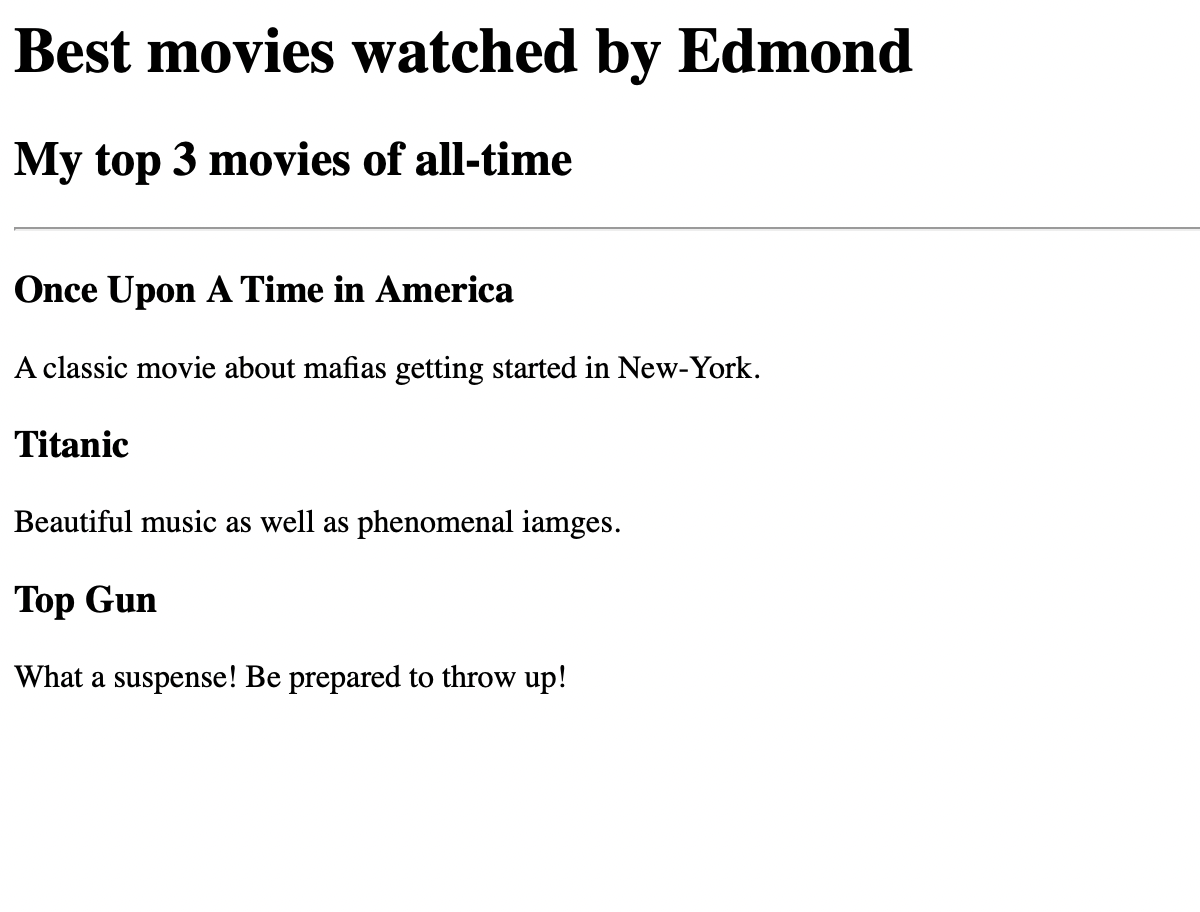 Best movies watched by Edmond
My top 3 movies of all-time
Once Upon A Time in America
A classic movie about mafias getting started in New-York.
Titanic
Beautiful music as well as phenomenal iamges.
Top Gun
What a suspense! Be prepared to throw up!